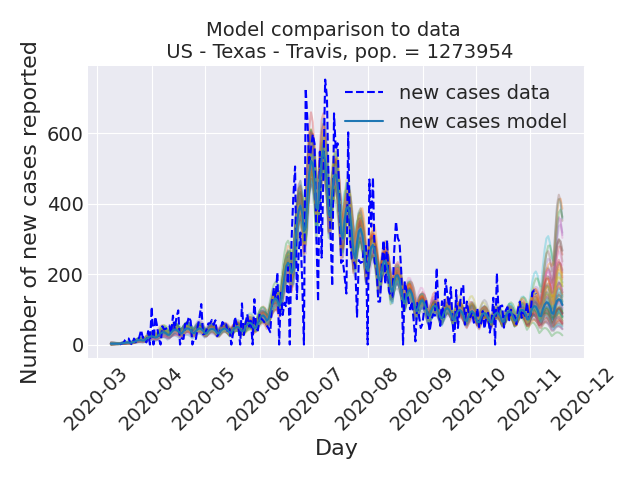 Model comparison to data
US - Texas - Travis, pop. = 1273954
Number of new cases reported
new cases data
new cases model
600
400
200
0
2020-03
2020-04
2020-05
2020-06
2020-07
2020-08
2020-09
2020-10
2020-11
2020-12
Day